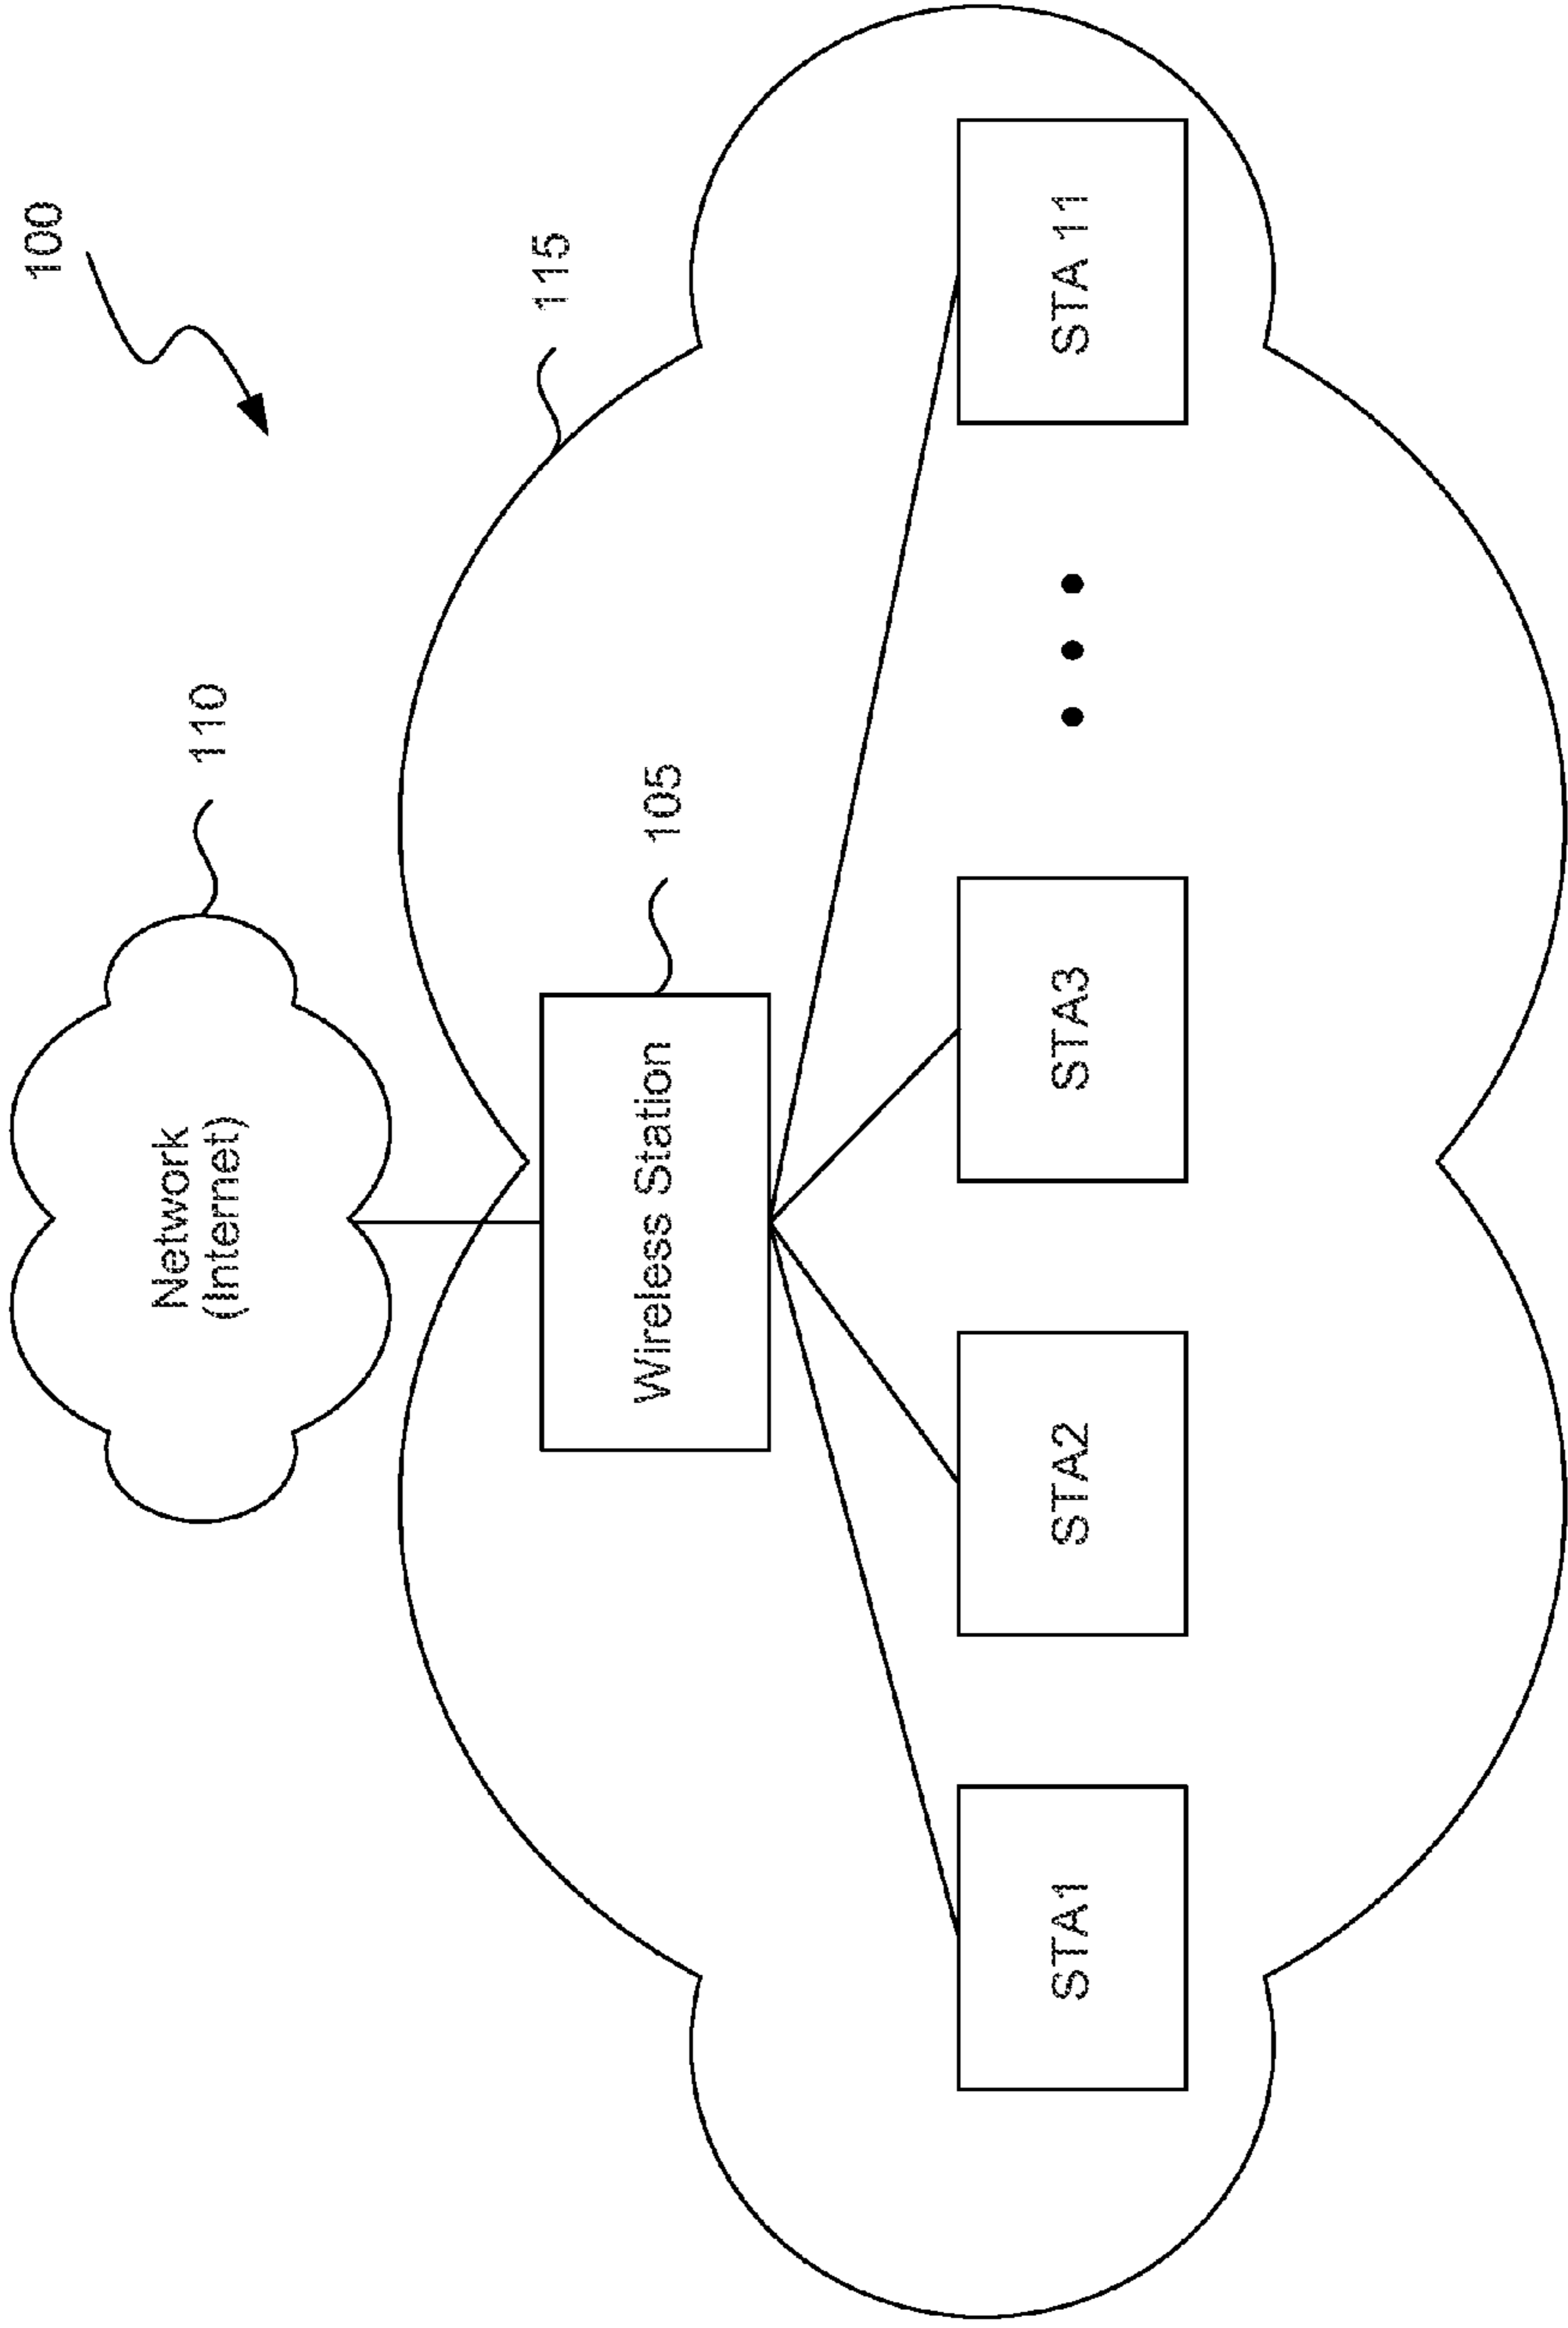 100
110
Network
(Internet)
115
105
Wireless Station
STA1
STA2
STA3
STA 11